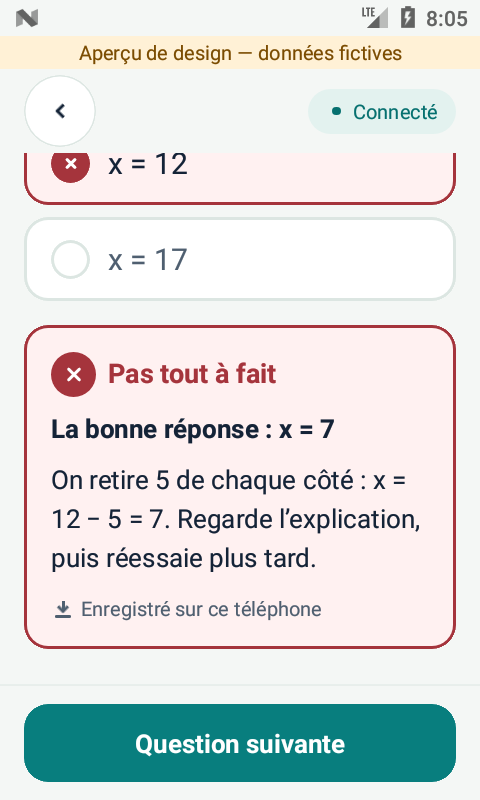 LTE 8:05
Aperçu de design — données fictives
Connecté
x = 12
x = 17
Pas tout à fait
La bonne réponse : x = 7
On retire 5 de chaque côté : x =
12 − 5 = 7. Regarde l’explication,
puis réessaie plus tard.
Enregistré sur ce téléphone
Question suivante